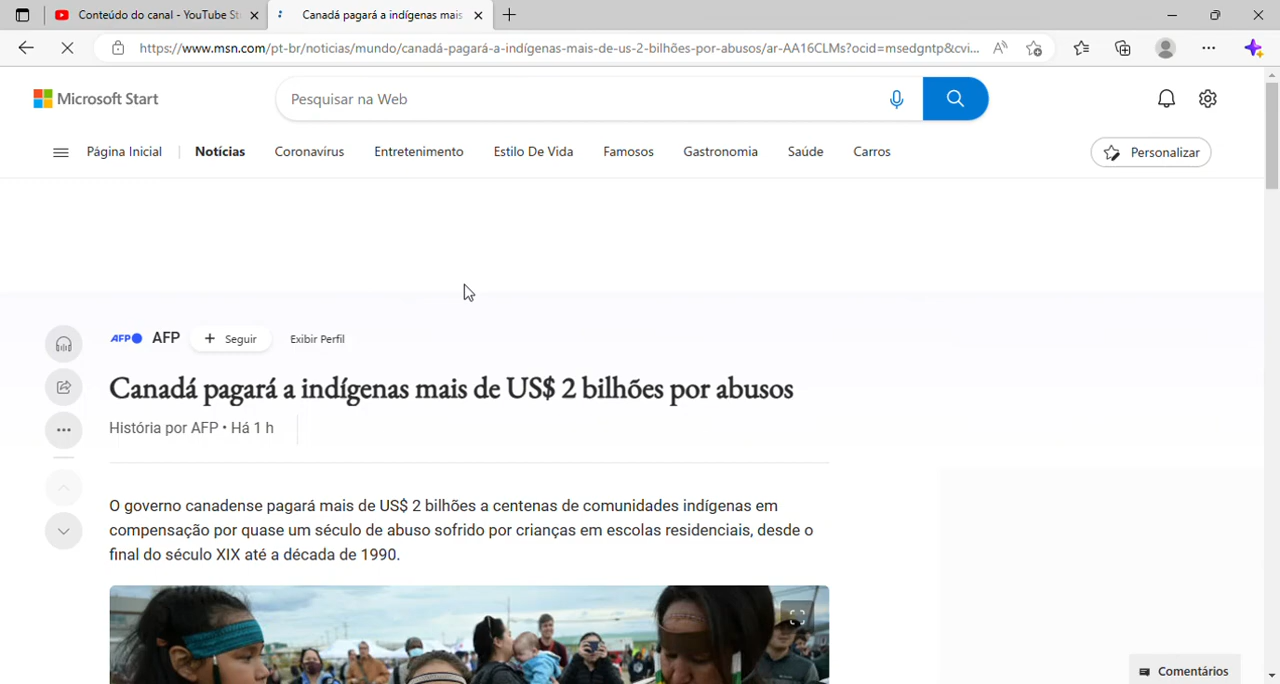 Conteúdo do canal - YouTube St
Canadá pagará a indígenas mais
https://www.msn.com/pt-br/noticias/mundo/canadá-pagará-a-indígenas-mais-de-us-2-bilhões-por-abusos/ar-AA16CLMs?ocid=msedgntp&cvi...
Microsoft Start
Pesquisar na Web
Página Inicial
Notícias
Coronavírus
Entretenimento
Estilo De Vida
Famosos
Gastronomia
Saúde
Carros
Personalizar
AFP AFP + Seguir Exibir Perfil
Canadá pagará a indígenas mais de US$ 2 bilhões por abusos
História por AFP • Há 1 h
O governo canadense pagará mais de US$ 2 bilhões a centenas de comunidades indígenas em
compensação por quase um século de abuso sofrido por crianças em escolas residenciais, desde o
final do século XIX até a década de 1990.
Comentários